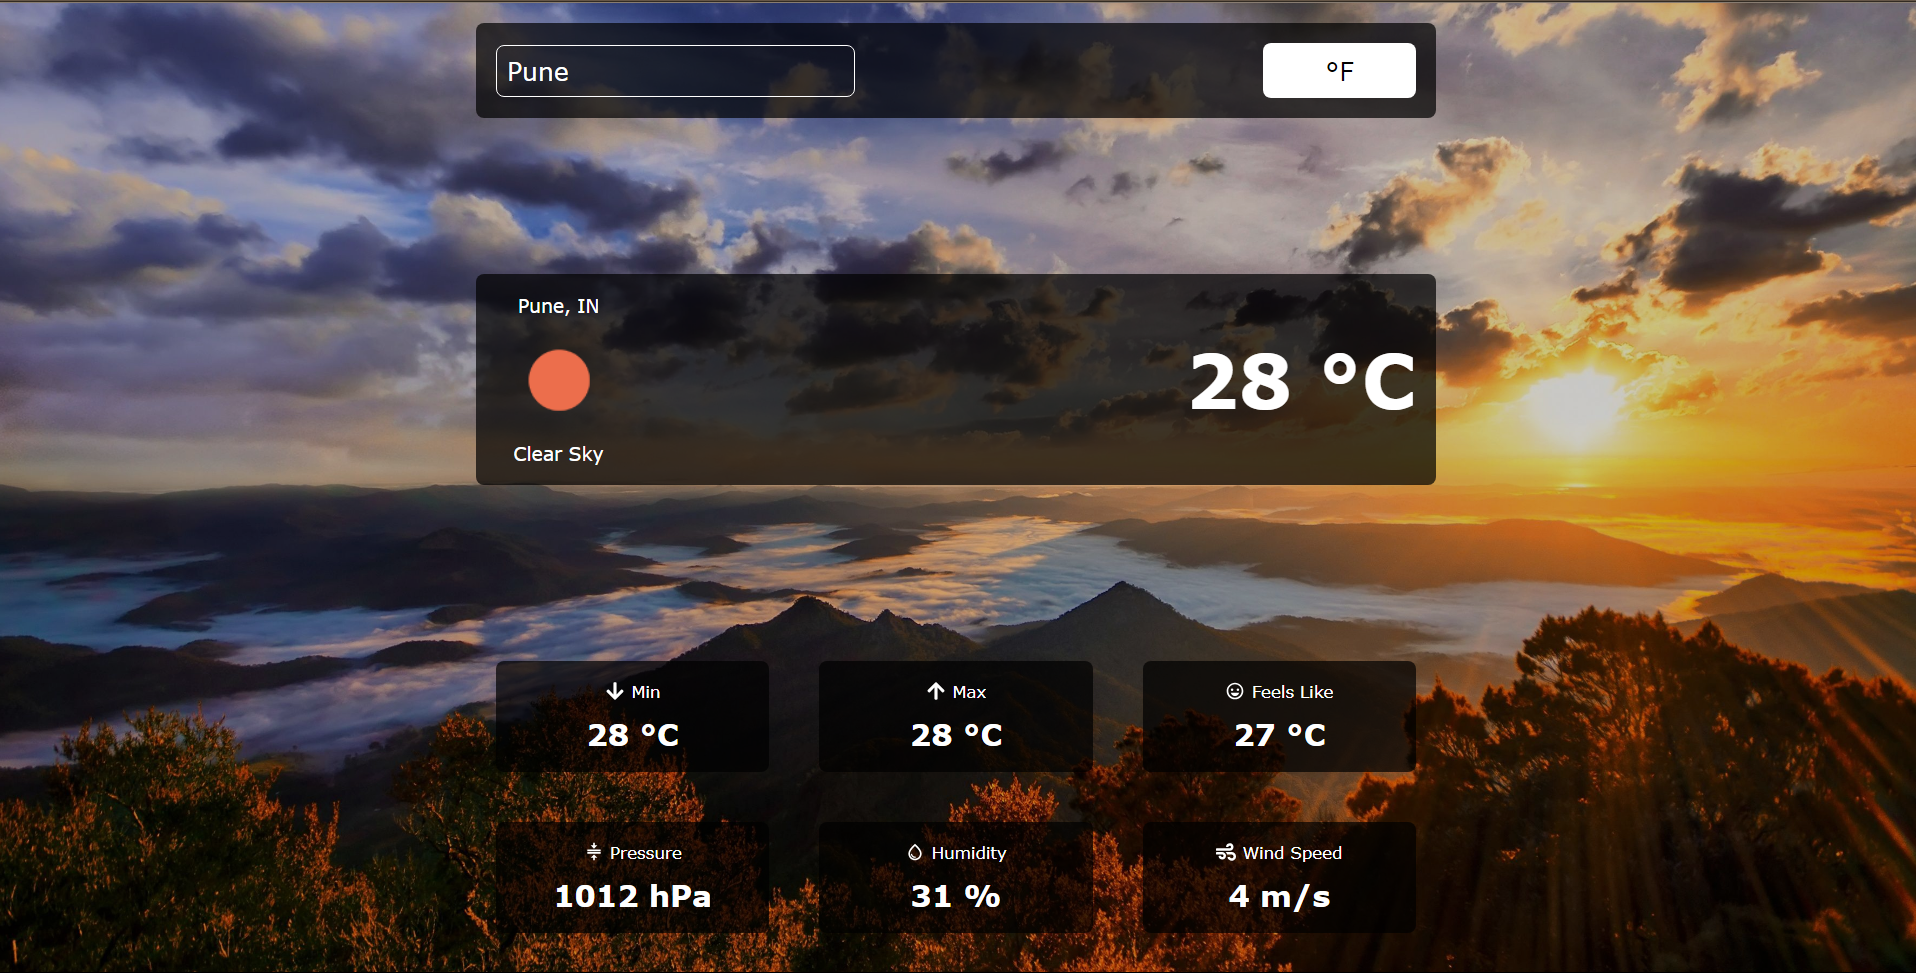 Pune
°F
Pune, IN
28 °C
Clear Sky
Min
28 °C
Max
28 °C
Feels Like
27 °C
Pressure
1012 hPa
Humidity
31 %
Wind Speed
4 m/s